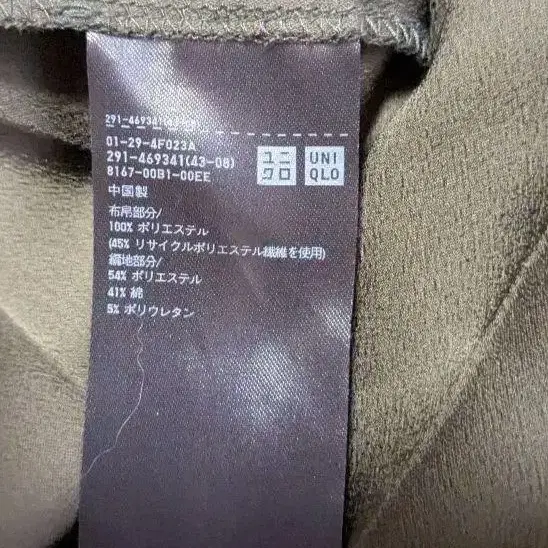 291-469341(43-08)
01-29-4F023A
291-469341(43-08)
8167-00B1-00EE
ユニクロ
UNIQLO
中国製
布帛部分/
100% ポリエステル
(45% リサイクルポリエステル繊維を使用)
編地部分/
54% ポリエステル
41% 綿
5% ポリウレタン